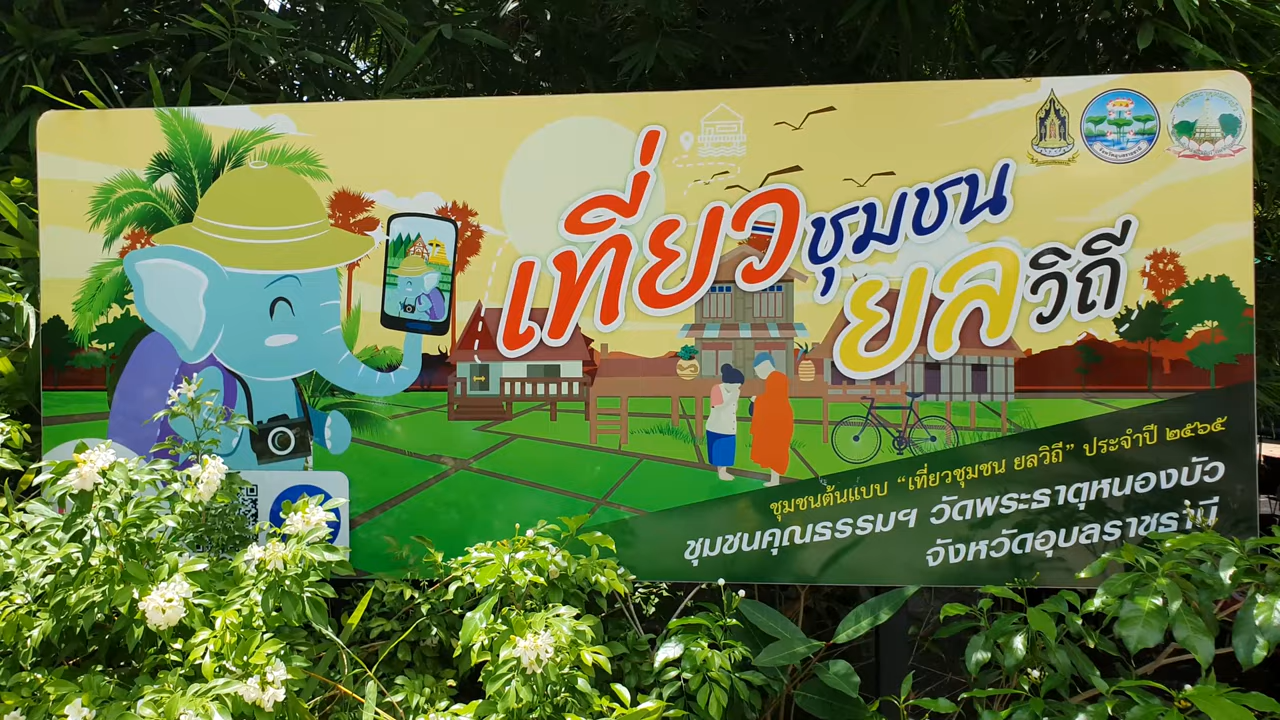 เที่ยวชุมชน
ยลวิถี
ชุมชนต้นแบบ “เที่ยวชุมชน ยลวิถี” ประจำปี ๒๕๖๕
ชุมชนคุณธรรมฯ วัดพระธาตุหนองบัว
จังหวัดอุบลราชธานี